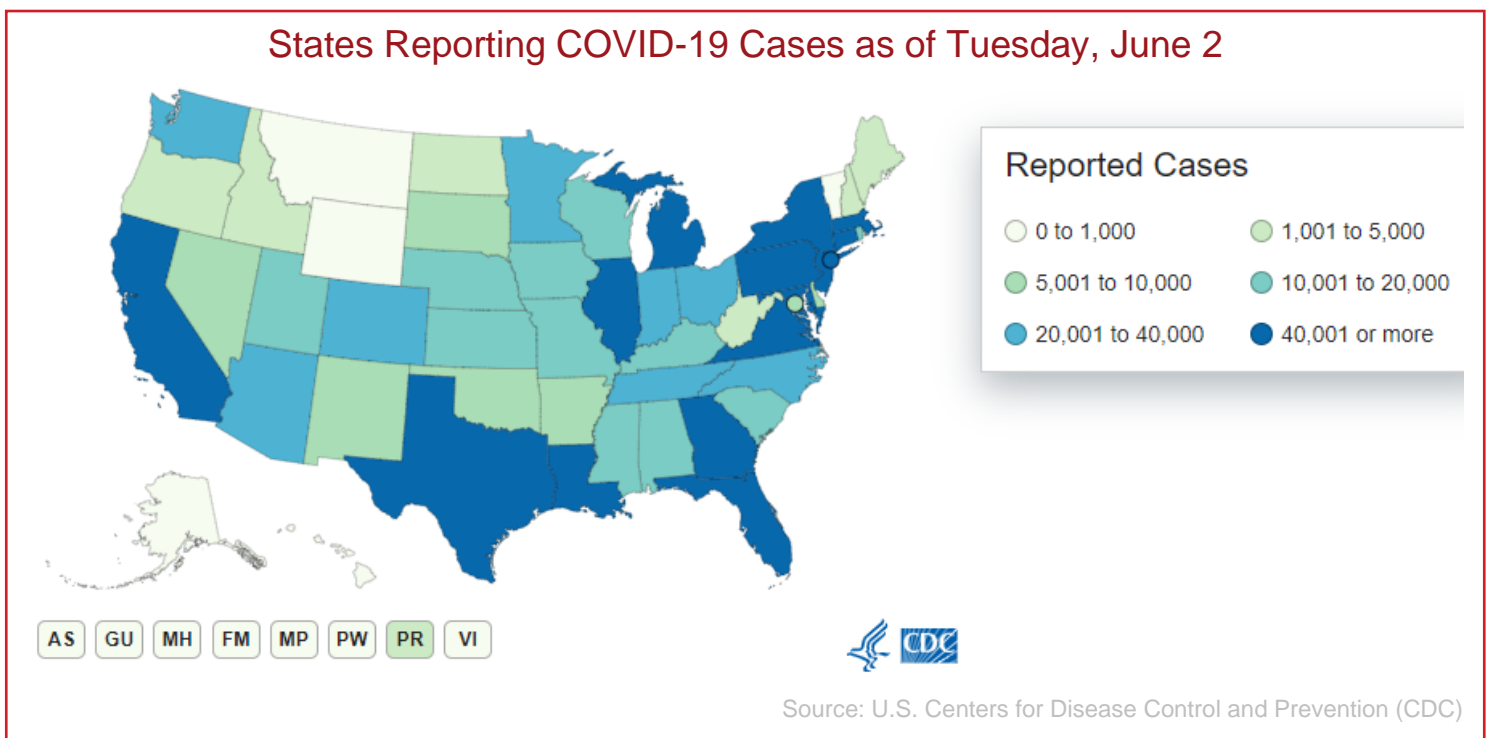 States Reporting COVID-19 Cases as of Tuesday, June 2
Reported Cases
0 to 1,000 1,001 to 5,000
5,001 to 10,000 10,001 to 20,000
20,001 to 40,000 40,001 or more
AS GU MH FM MP PW PR VI
CDC
Source: U.S. Centers for Disease Control and Prevention (CDC)